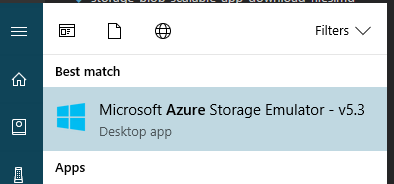 Filters
Best match
Microsoft Azure Storage Emulator - v5.3
Desktop app
Apps